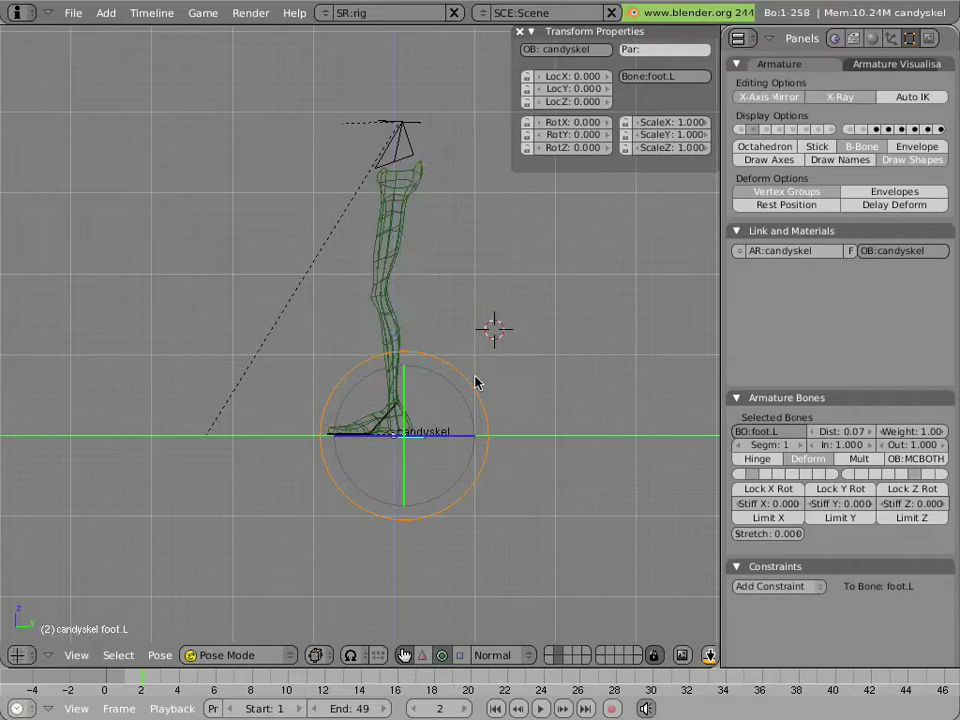 File Add Timeline Game Render Help SR:rig SCE:Scene www.blender.org 244 Bo:1-258 | Mem:10.24M candyskel
Transform Properties
OB: candyskel Par:
LocX: 0.000 Bone:foot.L
LocY: 0.000
LocZ: 0.000
RotX: 0.000 ScaleX: 1.000
RotY: 0.000 ScaleY: 1.000
RotZ: 0.000 ScaleZ: 1.000
Panels
Armature Armature Visualisa
Editing Options
X-Axis Mirror X-Ray Auto IK
Display Options
Octahedron Stick B-Bone Envelope
Draw Axes Draw Names Draw Shapes
Deform Options
Vertex Groups Envelopes
Rest Position Delay Deform
Link and Materials
AR:candyskel F OB:candyskel
Armature Bones
Selected Bones
BO:foot.L Dist: 0.07 Weight: 1.00
Segm: 1 In: 1.000 Out: 1.000
Hinge Deform Mult OB:MCBOTH
Lock X Rot Lock Y Rot Lock Z Rot
Stiff X: 0.000 Stiff Y: 0.000 Stiff Z: 0.000
Limit X Limit Y Limit Z
Stretch: 0.000
Constraints
Add Constraint To Bone: foot.L
candyskel
z
y
(2) candyskel foot.L
View Select Pose Pose Mode Normal
-4 -2 0 2 4 6 8 10 12 14 16 18 20 22 24 26 28 30 32 34 36 38 40 42 44 46
View Frame Playback Pr Start: 1 End: 49 2